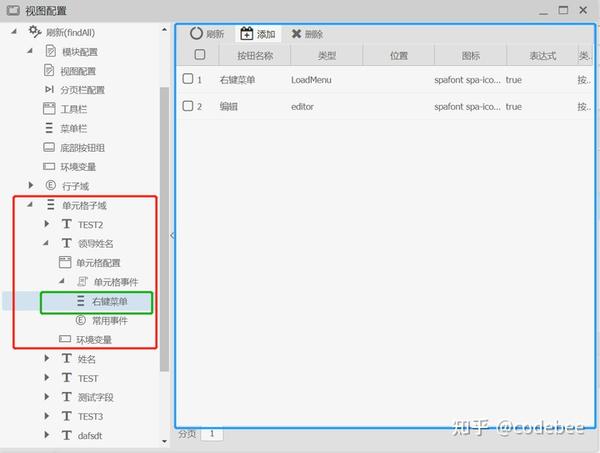 视图配置
刷新(findAll)
模块配置
视图配置
分页栏配置
工具栏
菜单栏
底部按钮组
环境变量
行子域
单元格子域
TEST2
领导姓名
单元格配置
单元格事件
右键菜单
常用事件
环境变量
姓名
TEST
测试字段
TEST3
dafsdt
刷新 添加 删除
按钮名称 类型 位置 图标 表达式 类..
1 右键菜单 LoadMenu spafont spa-ico... true 按..
2 编辑 editor spafont spa-ico... true 按..
分页 1
知乎 @codebee